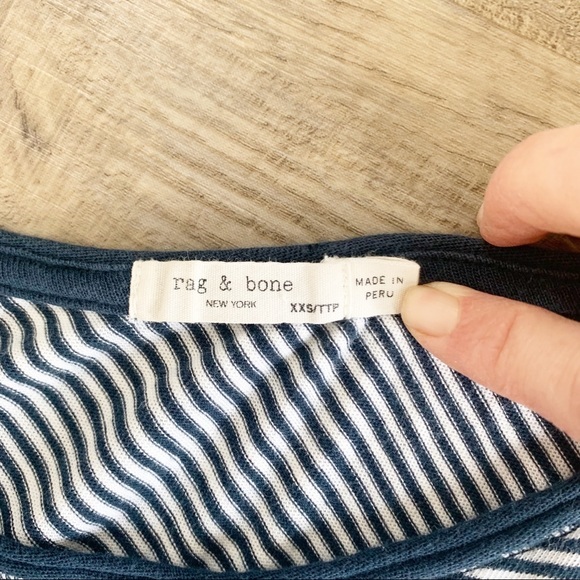 rag & bone
NEW YORK
XXS/TTP
MADE IN
PERU